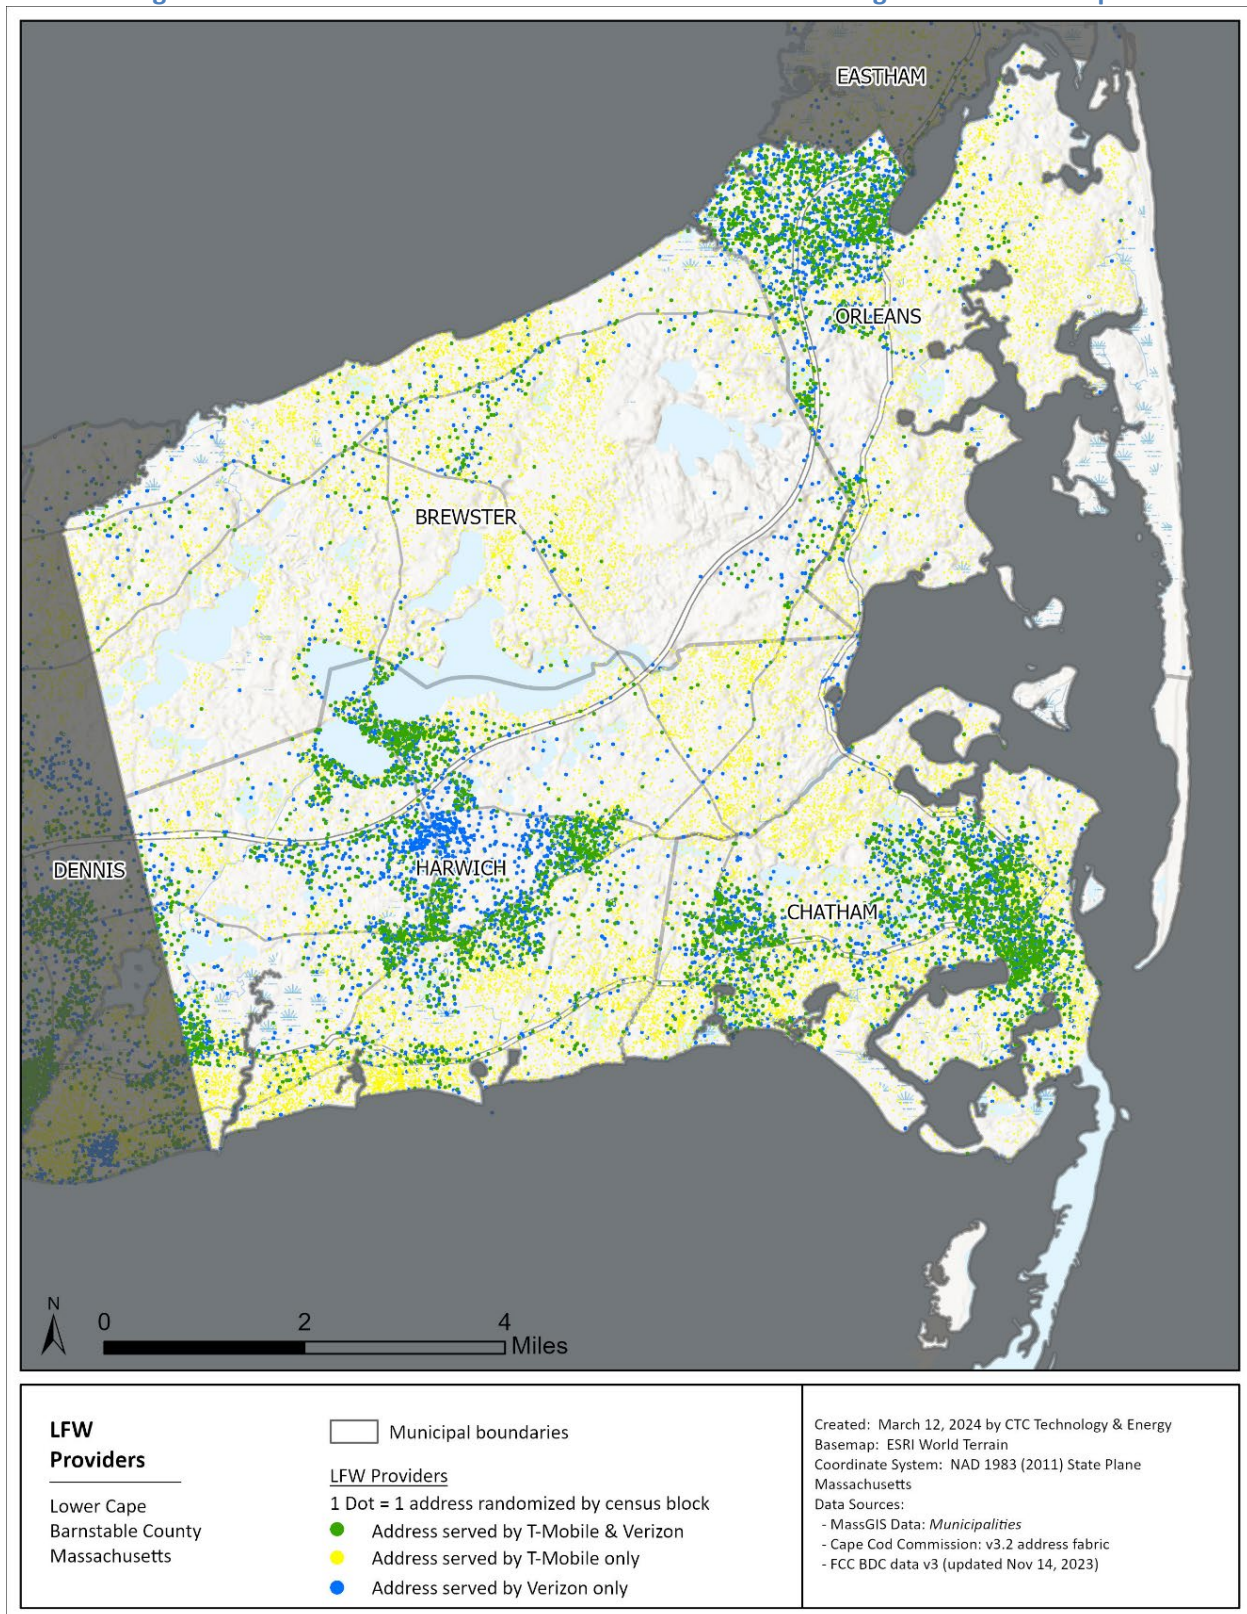 EASTHAM
ORLEANS
BREWSTER
DENNIS
HARWICH
CHATHAM
N
0 2 4
Miles
LFW
Providers
Lower Cape
Barnstable County
Massachusetts
Municipal boundaries
LFW Providers
1 Dot = 1 address randomized by census block
Address served by T-Mobile & Verizon
Address served by T-Mobile only
Address served by Verizon only
Created: March 12, 2024 by CTC Technology & Energy
Basemap: ESRI World Terrain
Coordinate System: NAD 1983 (2011) State Plane
Massachusetts
Data Sources:
- MassGIS Data: Municipalities
- Cape Cod Commission: v3.2 address fabric
- FCC BDC data v3 (updated Nov 14, 2023)